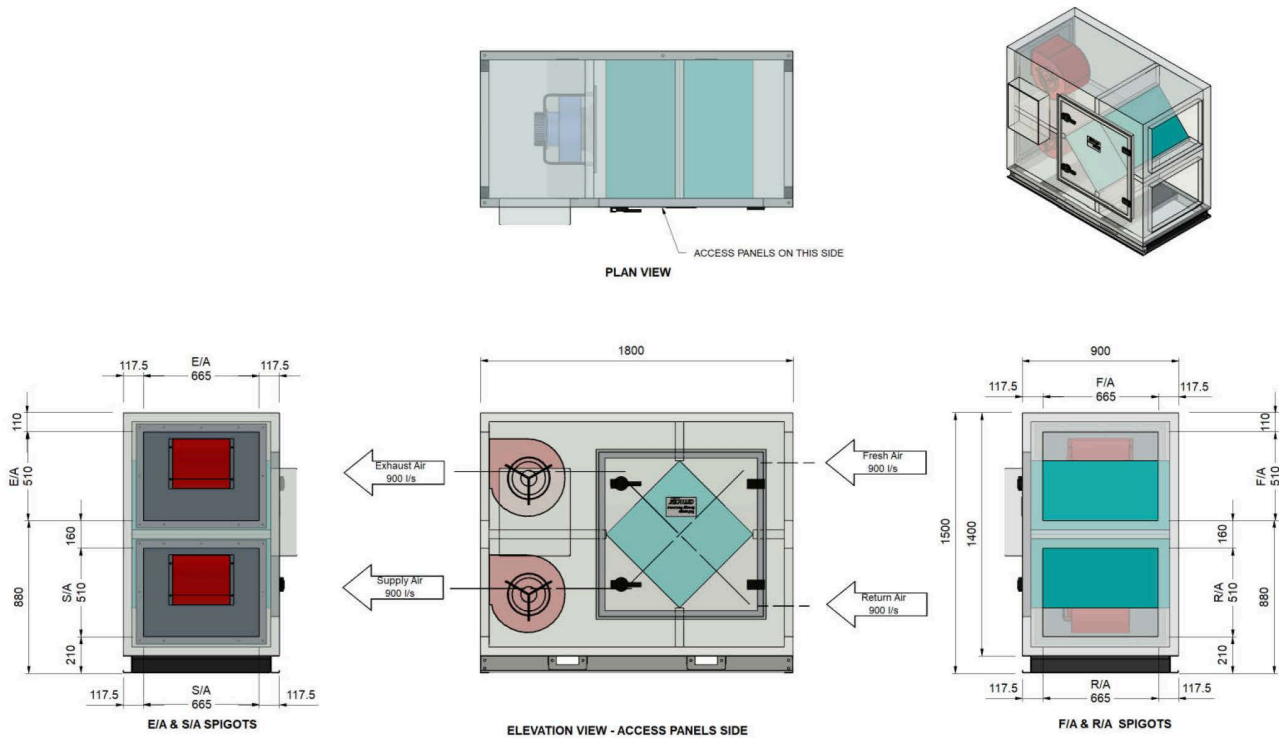 ACCESS PANELS ON THIS SIDE
PLAN VIEW
E/A
117.5
665
117.5
110
E/A
510
160
880
S/A
510
210
S/A
117.5
665
117.5
E/A & S/A SPIGOTS
1800
Exhaust Air
900 l/s
Supply Air
900 l/s
Fresh Air
900 l/s
Return Air
900 l/s
ELEVATION VIEW - ACCESS PANELS SIDE
900
F/A
117.5
665
117.5
1500
1400
110
F/A
510
160
R/A
510
880
210
R/A
117.5
665
117.5
F/A & R/A SPIGOTS